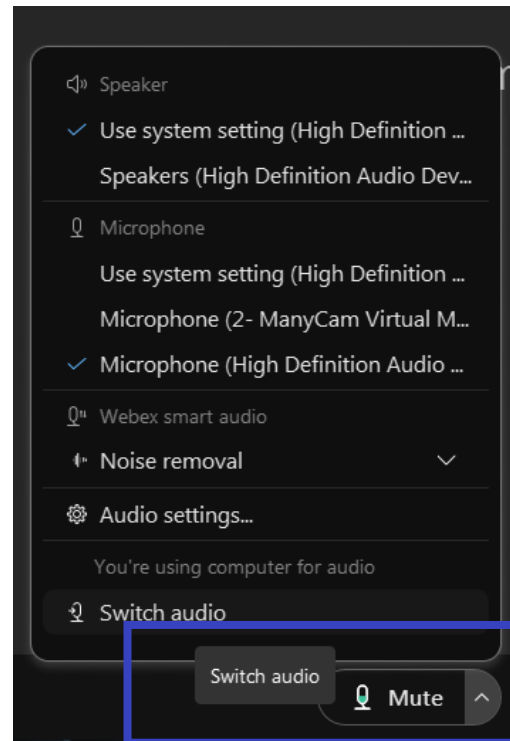 Speaker
Use system setting (High Definition ...
Speakers (High Definition Audio Dev...
Microphone
Use system setting (High Definition ...
Microphone (2- ManyCam Virtual M...
Microphone (High Definition Audio ...
Webex smart audio
Noise removal
Audio settings...
You're using computer for audio
Switch audio
Switch audio
Mute